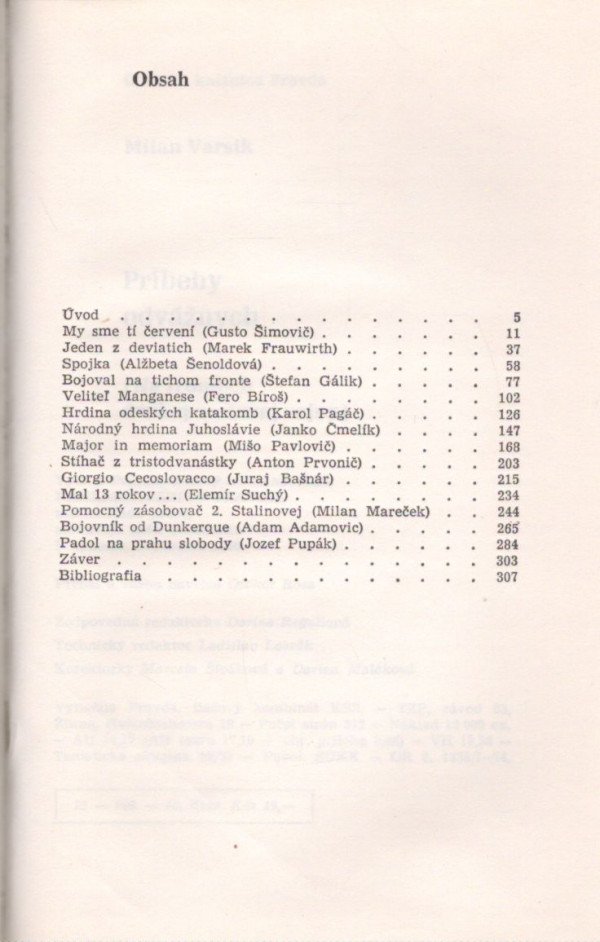 Obsah
Milan Varsik
Príbehy
Úvod . . . . . . . . . . . . . . 5
My sme tí červení (Gusto Šimovič) . . . . . . 11
Jeden z deviatich (Marek Frauwirth) . . . . . 37
Spojka (Alžbeta Šenoldová) . . . . . . . . 58
Bojoval na tichom fronte (Štefan Gálik) . . . . 77
Veliteľ Manganese (Fero Bíroš) . . . . . . 102
Hrdina odeských katakomb (Karol Pagáč) . . . . 126
Národný hrdina Juhoslávie (Janko Čmelík) . . . . 147
Major in memoriam (Mišo Pavlovič) . . . . . 168
Stíhač z tristodvanástky (Anton Prvonič) . . . . 203
Giorgio Cecoslovacco (Juraj Bašnár) . . . . . 215
Mal 13 rokov... (Elemír Suchý) . . . . . . . 234
Pomocný zásobovač 2. Stalinovej (Milan Mareček) . . 244
Bojovník od Dunkerque (Adam Adamovic) . . . . 265
Padol na prahu slobody (Jozef Pupák) . . . . . 284
Záver . . . . . . . . . . . . . . 303
Bibliografia . . . . . . . . . . . . 307